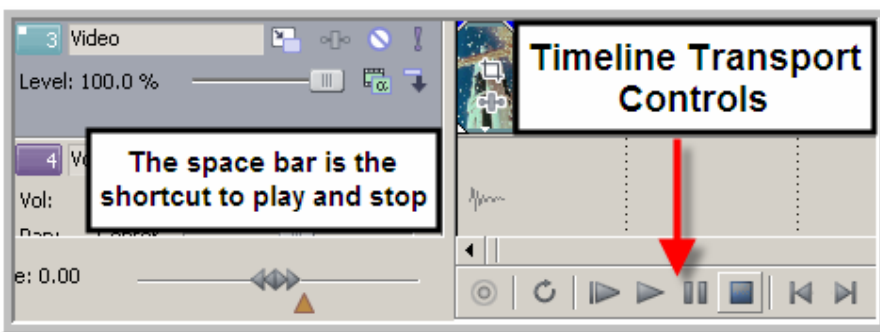 3 Video
Level: 100.0 %
Timeline Transport
Controls
The space bar is the
shortcut to play and stop
4
Vol:
e: 0.00